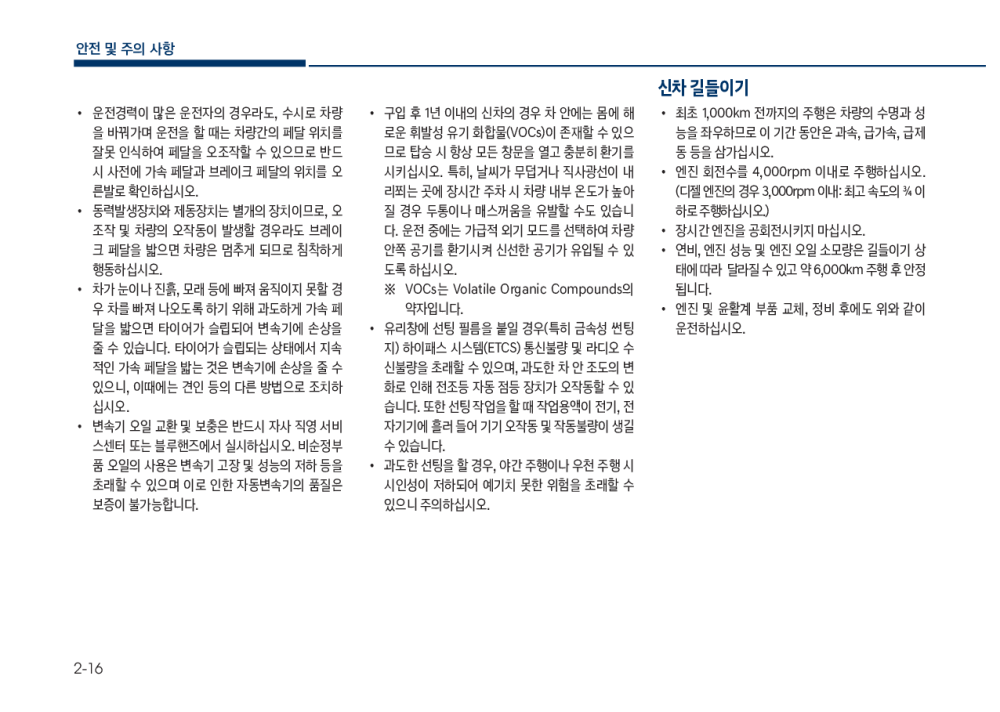 안전 및 주의 사항
• 운전경력이 많은 운전자의 경우라도, 수시로 차량
을 바꿔가며 운전을 할 때는 차량간의 페달 위치를
잘못 인식하여 페달을 오조작할 수 있으므로 반드
시 사전에 가속 페달과 브레이크 페달의 위치를 오
른발로 확인하십시오.
• 동력발생장치와 제동장치는 별개의 장치이므로, 오
조작 및 차량의 오작동이 발생할 경우라도 브레이
크 페달을 밟으면 차량은 멈추게 되므로 침착하게
행동하십시오.
• 차가 눈이나 진흙, 모래 등에 빠져 움직이지 못할 경
우 차를 빠져 나오도록 하기 위해 과도하게 가속 페
달을 밟으면 타이어가 슬립되어 변속기에 손상을
줄 수 있습니다. 타이어가 슬립되는 상태에서 지속
적인 가속 페달을 밟는 것은 변속기에 손상을 줄 수
있으니, 이때에는 견인 등의 다른 방법으로 조치하
십시오.
• 변속기 오일 교환 및 보충은 반드시 자사 직영 서비
스센터 또는 블루핸즈에서 실시하십시오. 비순정부
품 오일의 사용은 변속기 고장 및 성능의 저하 등을
초래할 수 있으며 이로 인한 자동변속기의 품질은
보증이 불가능합니다.
• 구입 후 1년 이내의 신차의 경우 차 안에는 몸에 해
로운 휘발성 유기 화합물(VOCs)이 존재할 수 있으
므로 탑승 시 항상 모든 창문을 열고 충분히 환기를
시키십시오. 특히, 날씨가 무덥거나 직사광선이 내
리쬐는 곳에 장시간 주차 시 차량 내부 온도가 높아
질 경우 두통이나 매스꺼움을 유발할 수도 있습니
다. 운전 중에는 가급적 외기 모드를 선택하여 차량
안쪽 공기를 환기시켜 신선한 공기가 유입될 수 있
도록 하십시오.
※ VOCs는 Volatile Organic Compounds의
약자입니다.
• 유리창에 선팅 필름을 붙일 경우(특히 금속성 썬팅
지) 하이패스 시스템(ETCS) 통신불량 및 라디오 수
신불량을 초래할 수 있으며, 과도한 차 안 조도의 변
화로 인해 전조등 자동 점등 장치가 오작동할 수 있
습니다. 또한 선팅 작업을 할 때 작업용액이 전기, 전
자기기에 흘러 들어 기기 오작동 및 작동불량이 생길
수 있습니다.
• 과도한 선팅을 할 경우, 야간 주행이나 우천 주행 시
시인성이 저하되어 예기치 못한 위험을 초래할 수
있으니 주의하십시오.
신차 길들이기
• 최초 1,000km 전까지의 주행은 차량의 수명과 성
능을 좌우하므로 이 기간 동안은 과속, 급가속, 급제
동 등을 삼가십시오.
• 엔진 회전수를 4,000rpm 이내로 주행하십시오.
(디젤 엔진의 경우 3,000rpm 이내: 최고 속도의 ¾ 이
하로 주행하십시오.)
• 장시간 엔진을 공회전시키지 마십시오.
• 연비, 엔진 성능 및 엔진 오일 소모량은 길들이기 상
태에 따라 달라질 수 있고 약 6,000km 주행 후 안정
됩니다.
• 엔진 및 윤활계 부품 교체, 정비 후에도 위와 같이
운전하십시오.
2-16